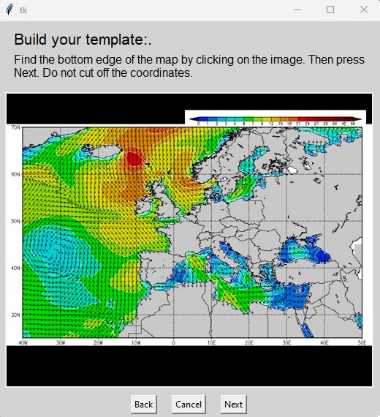 tk
Build your template:.
Find the bottom edge of the map by clicking on the image. Then press
Next. Do not cut off the coordinates.
70N
60N
50N
40N
30N
40W
30W
20W
10W
0
10E
20E
30E
40E
50E
Back Cancel Next